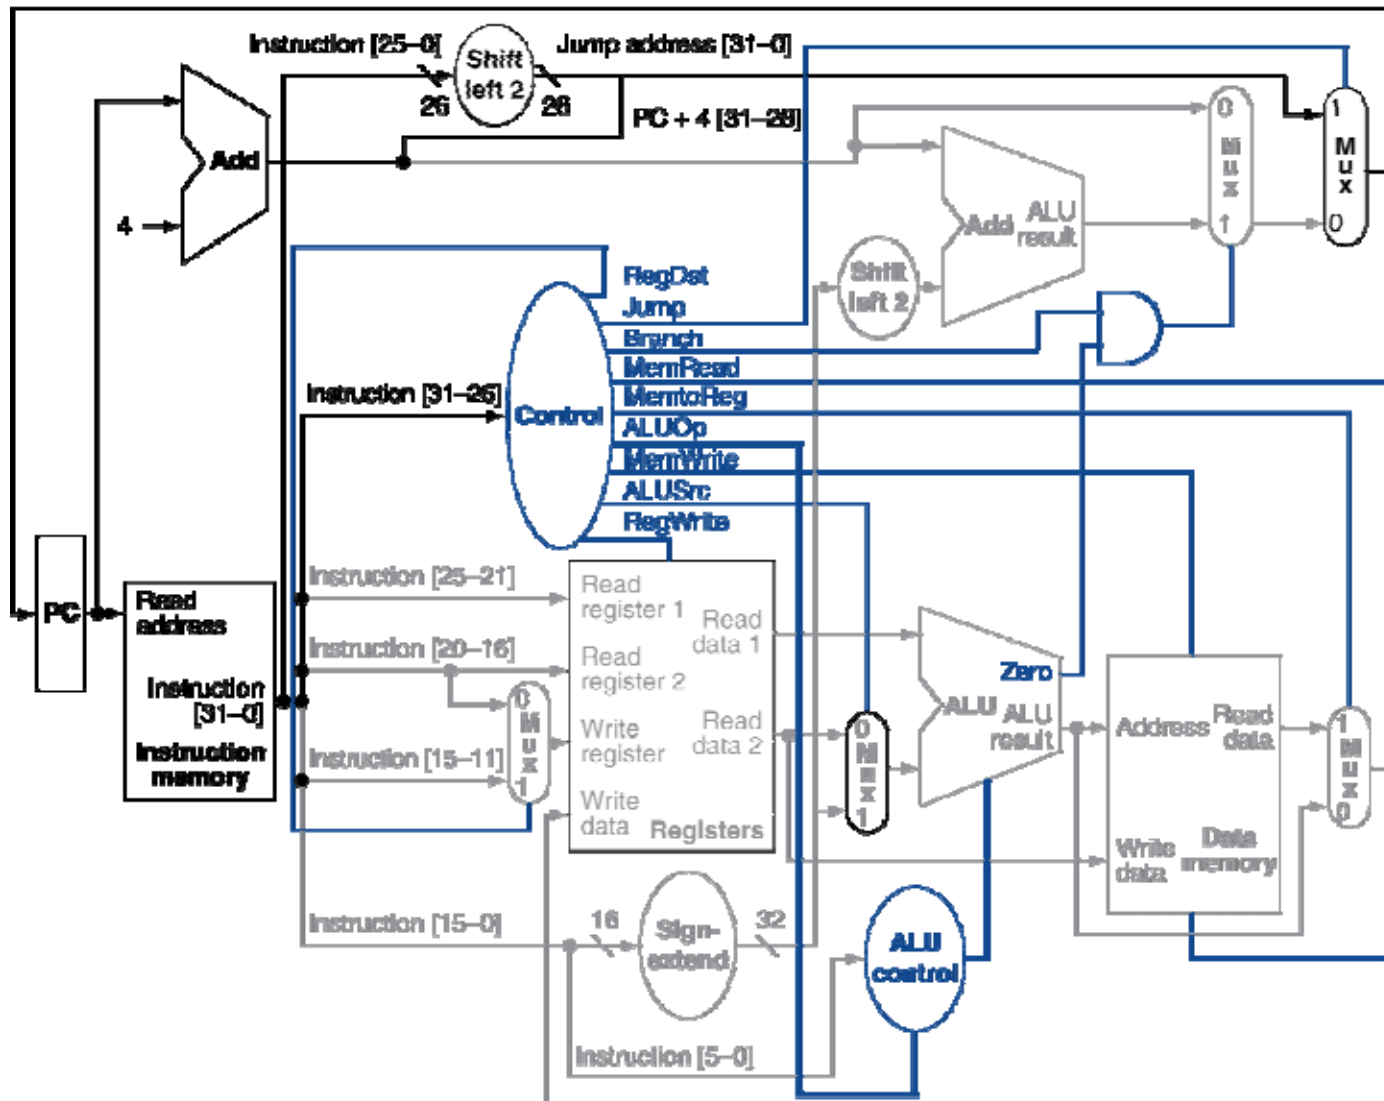 Instruction [25–0]
Shift
left 2
Jump address [31–0]
26
28
PC + 4 [31–28]
Add
4
0
M
u
x
1
1
M
u
x
0
Add
ALU
result
Shift
left 2
RegDst
Jump
Branch
MemRead
MemtoReg
ALUOp
MemWrite
ALUSrc
RegWrite
Instruction [31–26]
Control
PC
Read
address
Instruction
[31–0]
Instruction
memory
Instruction [25–21]
Instruction [20–16]
Instruction [15–11]
0
M
u
x
1
Read
register 1
Read
register 2
Write
register
Write
data
Read
data 1
Read
data 2
Registers
0
M
u
x
1
Zero
ALU
ALU
result
Address
Read
data
Write
data
Data
memory
1
M
u
x
0
Instruction [15–0]
16
Sign-
extend
32
ALU
control
Instruction [5–0]